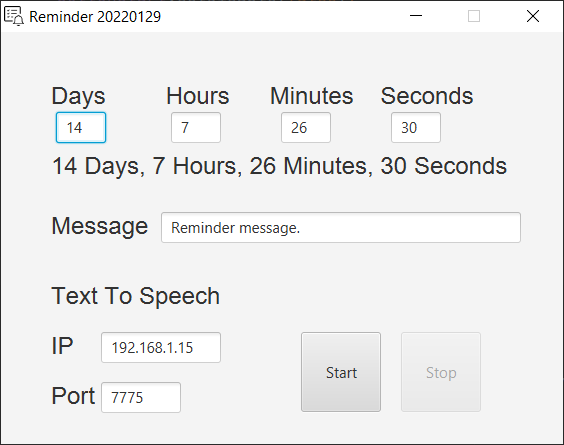 Reminder 20220129
Days Hours Minutes Seconds
14 7 26 30
14 Days, 7 Hours, 26 Minutes, 30 Seconds
Message Reminder message.
Text To Speech
IP 192.168.1.15
Port 7775
Start Stop